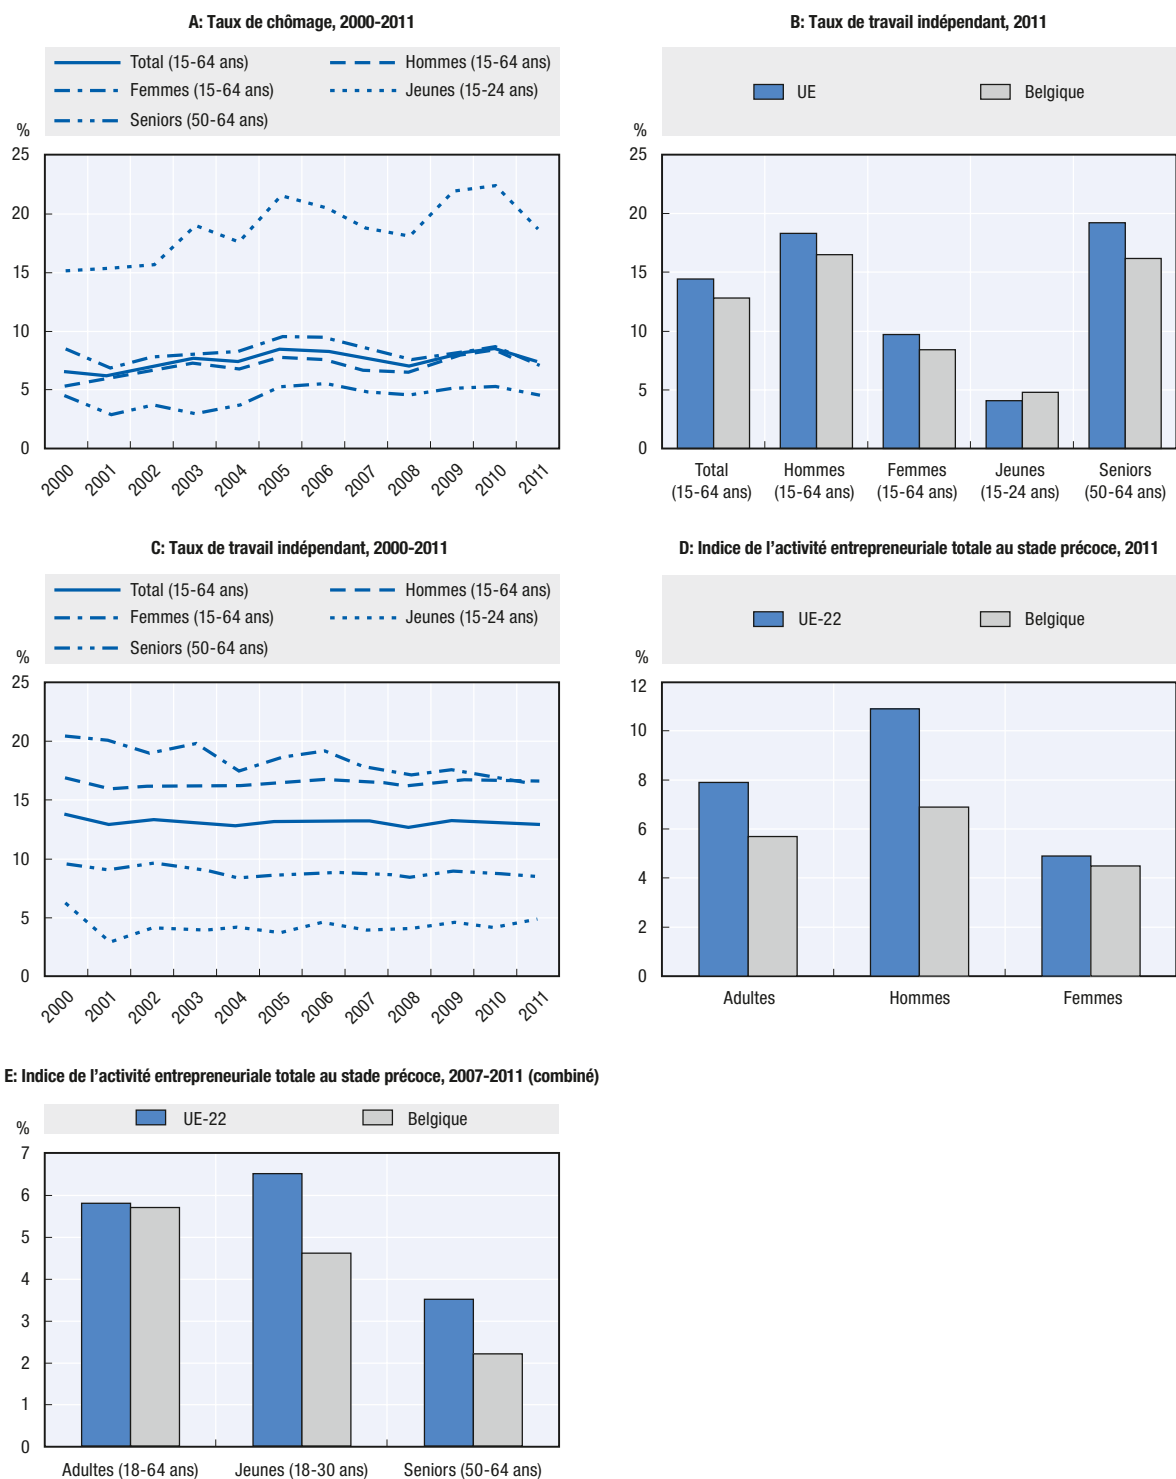 A: Taux de chômage, 2000-2011
Total (15-64 ans)
Hommes (15-64 ans)
Femmes (15-64 ans)
Jeunes (15-24 ans)
Seniors (50-64 ans)
%
25
20
15
10
5
0
2000 2001 2002 2003 2004 2005 2006 2007 2008 2009 2010 2011
B: Taux de travail indépendant, 2011
UE
Belgique
%
25
20
15
10
5
0
Total Hommes Femmes Jeunes Seniors
(15-64 ans) (15-64 ans) (15-64 ans) (15-24 ans) (50-64 ans)
C: Taux de travail indépendant, 2000-2011
Total (15-64 ans)
Hommes (15-64 ans)
Femmes (15-64 ans)
Jeunes (15-24 ans)
Seniors (50-64 ans)
%
25
20
15
10
5
0
2000 2001 2002 2003 2004 2005 2006 2007 2008 2009 2010 2011
D: Indice de l’activité entrepreneuriale totale au stade précoce, 2011
UE-22
Belgique
%
12
10
8
6
4
2
0
Adultes Hommes Femmes
E: Indice de l’activité entrepreneuriale totale au stade précoce, 2007-2011 (combiné)
UE-22
Belgique
%
7
6
5
4
3
2
1
0
Adultes (18-64 ans) Jeunes (18-30 ans) Seniors (50-64 ans)